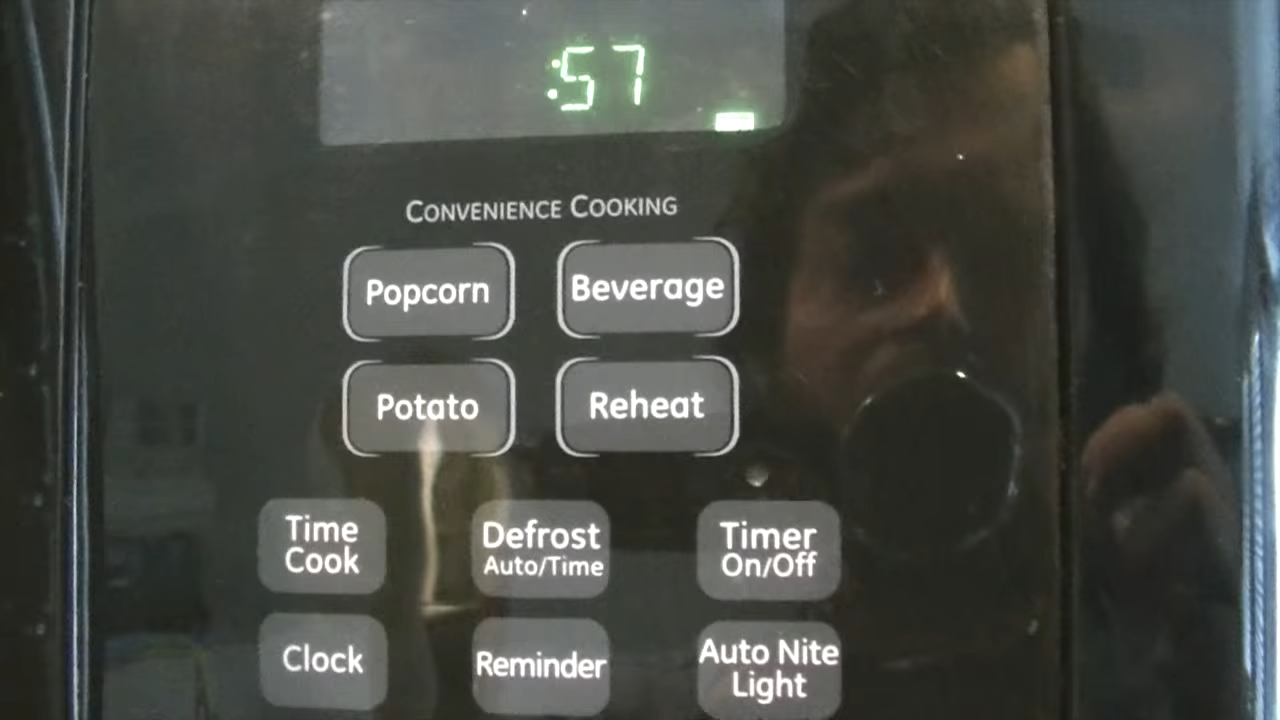 :57
CONVENIENCE COOKING
Popcorn
Beverage
Potato
Reheat
Time
Cook
Defrost
Auto/Time
Timer
On/Off
Clock
Reminder
Auto Nite
Light